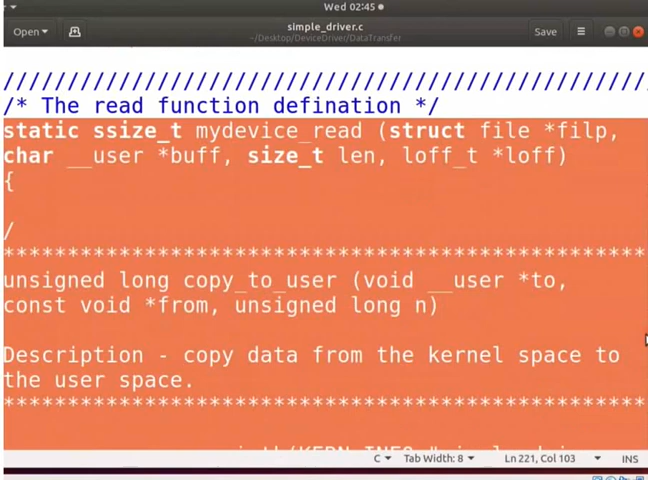 Wed 02:45
Open
simple_driver.c
~/Desktop/DeviceDriver/DataTransfer
Save
//////////////////////////////////////////////////
/* The read function defination */
static ssize_t mydevice_read (struct file *filp,
char __user *buff, size_t len, loff_t *loff)
{
/
**************************************************
unsigned long copy_to_user (void __user *to,
const void *from, unsigned long n)
Description - copy data from the kernel space to
the user space.
**************************************************
C Tab Width: 8 Ln 221, Col 103 INS